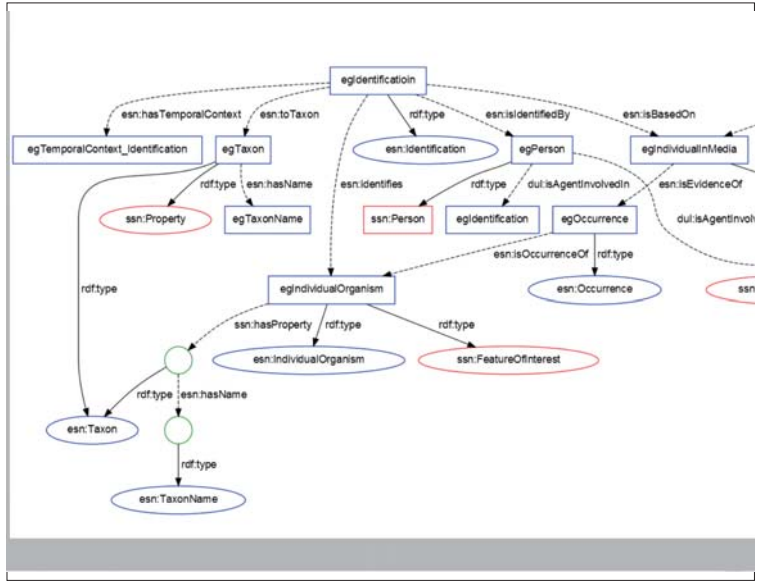 egIdentificatioin
esn:hasTemporalContext
esn:toTaxon
rdf:type
esn:isIdentifiedBy
esn:isBasedOn
egTemporalContext_Identification
egTaxon
esn:Identification
egPerson
egIndividualInMedia
rdf:type
esn:hasName
esn:identifies
rdf:type
dul:isAgentInvolvedIn
esn:isEvidenceOf
ssn:Property
egTaxonName
ssn:Person
egIdentification
egOccurrence
dul:isAgentInvolv
esn:isOccurrenceOf
rdf:type
rdf:type
egIndividualOrganism
esn:Occurrence
ssn
ssn:hasProperty
rdf:type
rdf:type
esn:IndividualOrganism
ssn:FeatureOfInterest
rdf:type
esn:hasName
esn:Taxon
rdf:type
esn:TaxonName